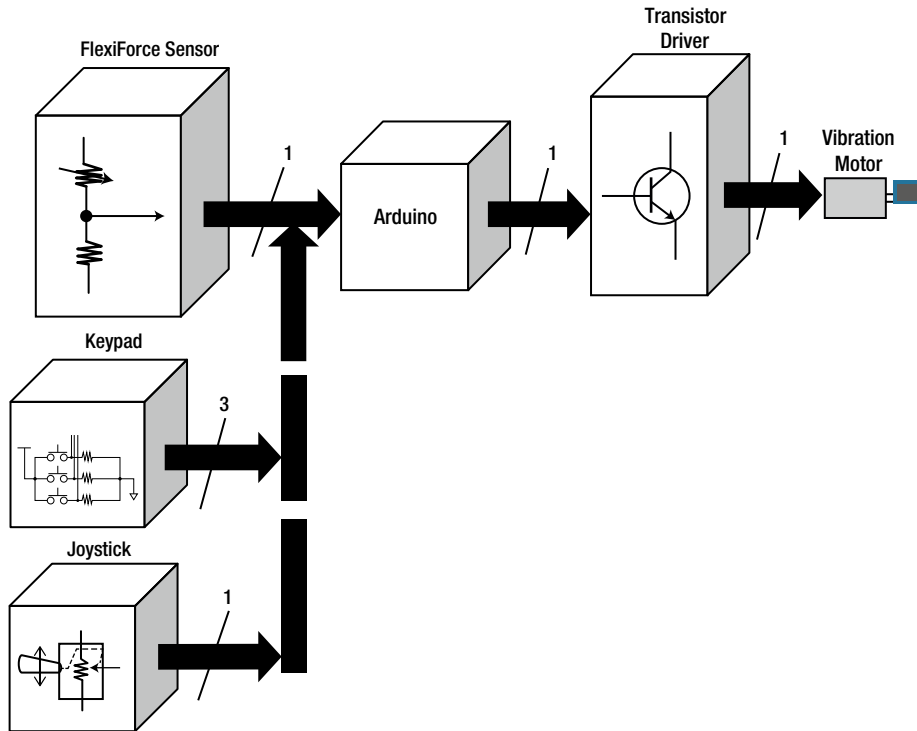 Transistor
Driver
FlexiForce Sensor
1
1
1
Vibration
Motor
Arduino
Keypad
3
Joystick
1